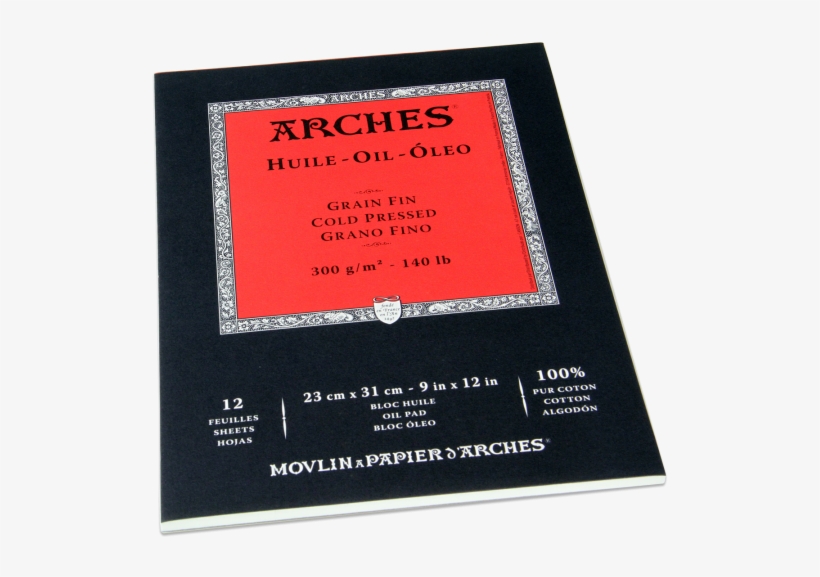 ARCHES
ARCHES®
HUILE - OIL - ÓLEO
GRAIN FIN
COLD PRESSED
GRANO FINO
300 g/m² - 140 lb
12
FEUILLES
SHEETS
HOJAS
23 cm x 31 cm - 9 in x 12 in
BLOC HUILE
OIL PAD
BLOC ÓLEO
100%
PUR COTON
COTTON
ALGODÓN
MOVLIN A PAPIER D'ARCHES®